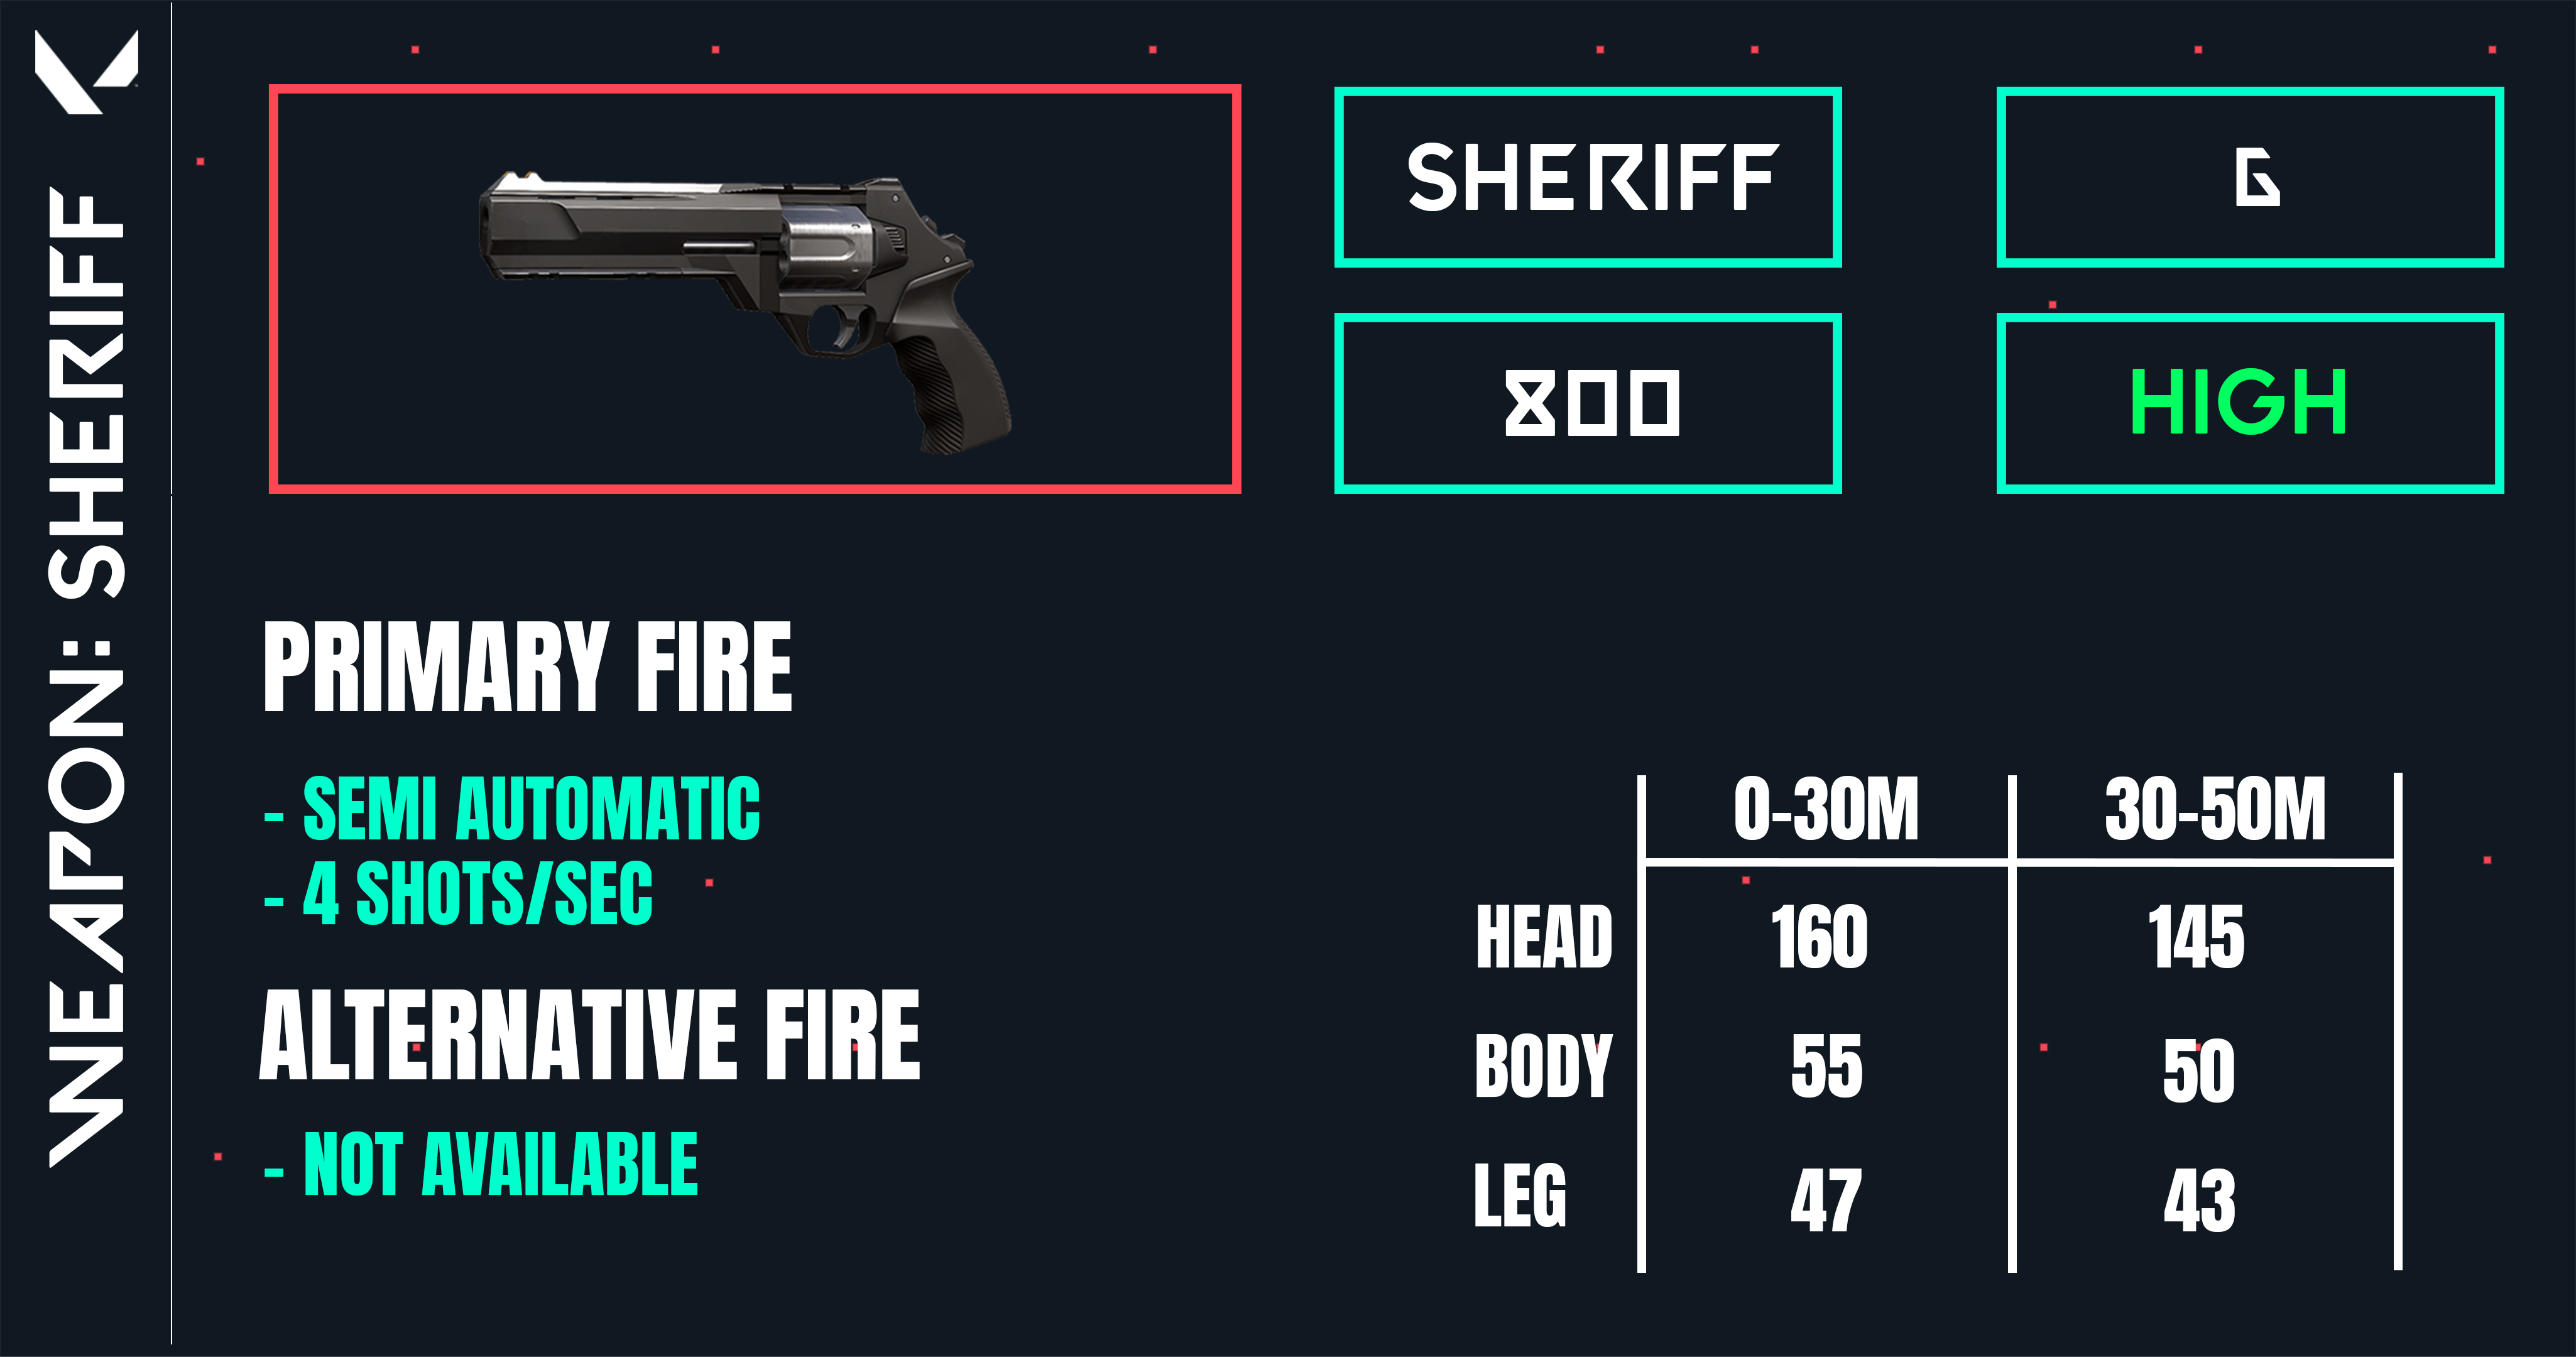 WEAPON: SHERIFF
SHERIFF
6
800
HIGH
PRIMARY FIRE
- SEMI AUTOMATIC
- 4 SHOTS/SEC
ALTERNATIVE FIRE
- NOT AVAILABLE
0-30M 30-50M
HEAD 160 145
BODY 55 50
LEG 47 43